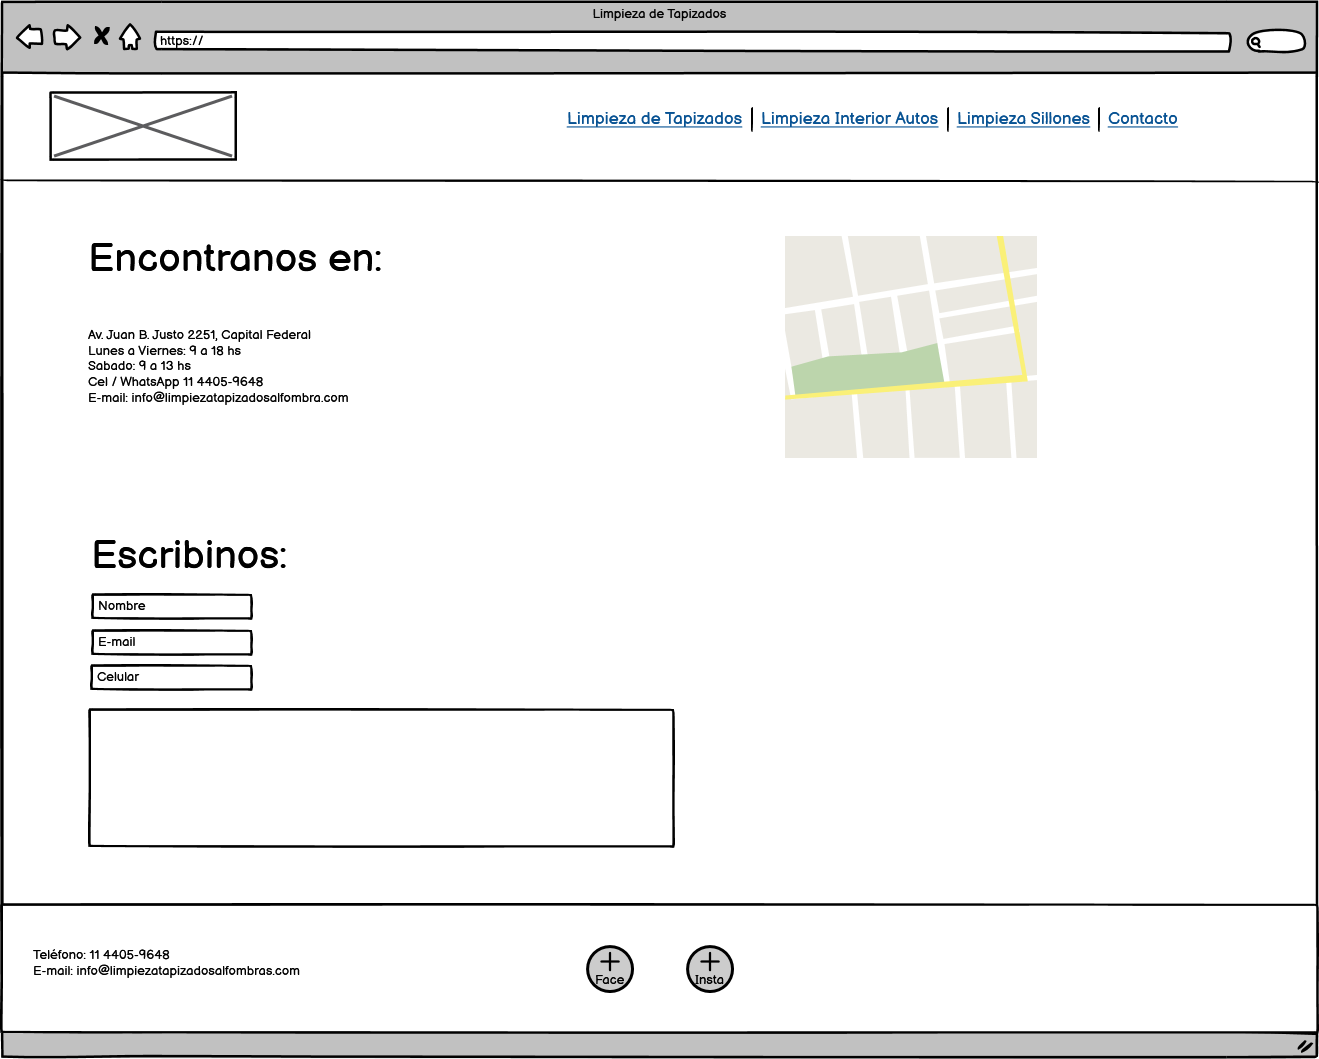 Limpieza de Tapizados
https://
Limpieza de Tapizados | Limpieza Interior Autos | Limpieza Sillones | Contacto
Encontranos en:
Av. Juan B. Justo 2251, Capital Federal
Lunes a Viernes: 9 a 18 hs
Sabado: 9 a 13 hs
Cel / WhatsApp 11 4405-9648
E-mail: info@limpiezatapizadosalfombra.com
Escribinos:
Nombre
E-mail
Celular
Teléfono: 11 4405-9648
E-mail: info@limpiezatapizadosalfombras.com
Face
Insta